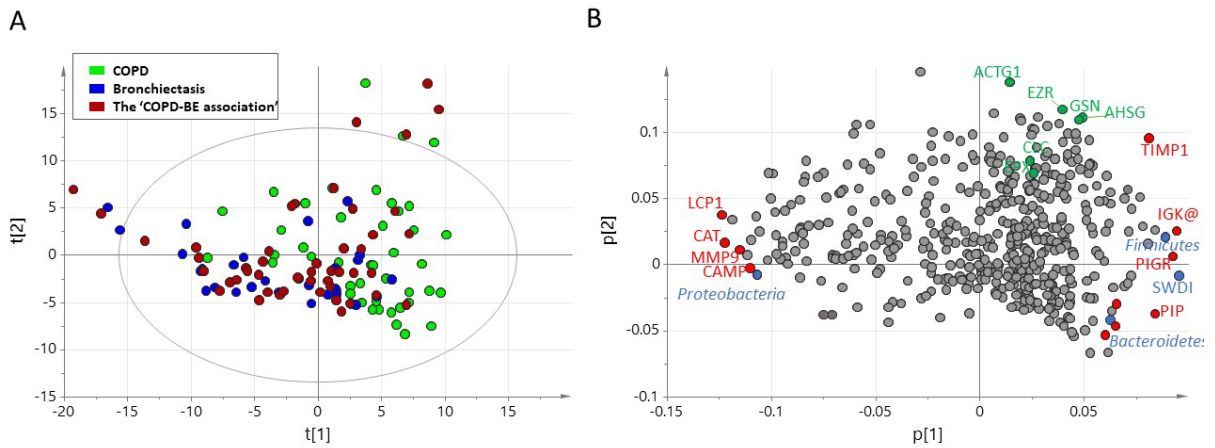 A
COPD
Bronchiectasis
The 'COPD-BE association'
t[2]
15
10
5
0
-5
-10
-15
-20
-15
-10
-5
0
5
10
15
t[1]
B
p[2]
0.1
0.05
0
-0.05
-0.1
-0.15
-0.1
-0.05
0
0.05
p[1]
ACTG1
EZR
GSN
AHSG
TIMP1
LCP1
CAT
MMP9
CAMP
Proteobacteria
IGK@
Firmicutes
PIGR
SWDI
PIP
Bacteroidetes